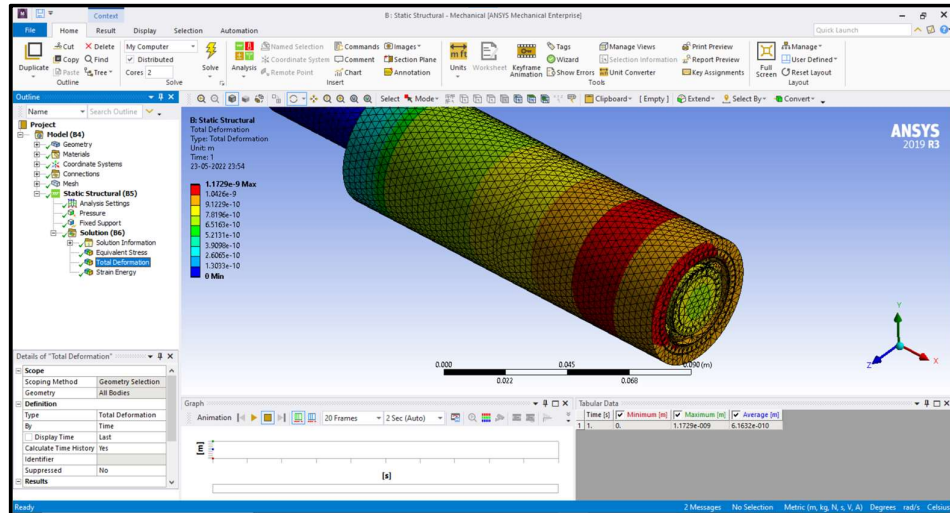 Context
B : Static Structural - Mechanical [ANSYS Mechanical Enterprise]
File Home Result Display Selection Automation
Quick Launch
Duplicate
Cut
Copy
Paste
Delete
Find
Tree
Outline
My Computer
Distributed
Cores 2
Solve
Solve
Analysis
Named Selection
Coordinate System
Remote Point
Commands
Comment
Chart
Images
Section Plane
Annotation
Insert
Units
Worksheet
Keyframe Animation
Tags
Wizard
Show Errors
Manage Views
Selection Information
Unit Converter
Print Preview
Report Preview
Key Assignments
Tools
Full Screen
Manage
User Defined
Reset Layout
Layout
Outline
Name Search Outline
Select Mode Clipboard [ Empty ] Extend Select By Convert
Project
Model (B4)
Geometry
Materials
Coordinate Systems
Connections
Mesh
Static Structural (B5)
Analysis Settings
Pressure
Fixed Support
Solution (B6)
Solution Information
Equivalent Stress
Total Deformation
Strain Energy
B: Static Structural
Total Deformation
Type: Total Deformation
Unit: m
Time: 1
23-05-2022 23:54
1.1729e-9 Max
1.0426e-9
9.1229e-10
7.8196e-10
6.5163e-10
5.2131e-10
3.9098e-10
2.6065e-10
1.3033e-10
0 Min
ANSYS
2019 R3
Y
X
Z
0.000 0.045 0.090 (m)
0.022 0.068
Details of "Total Deformation"
Scope
Scoping Method Geometry Selection
Geometry All Bodies
Definition
Type Total Deformation
By Time
Display Time Last
Calculate Time History Yes
Identifier
Suppressed No
Results
Graph
Animation 20 Frames 2 Sec (Auto)
[m]
[s]
Tabular Data
Time [s] Minimum [m] Maximum [m] Average [m]
1 1. 0. 1.1729e-009 6.1632e-010
Ready 2 Messages No Selection Metric (m, kg, N, s, V, A) Degrees rad/s Celsius